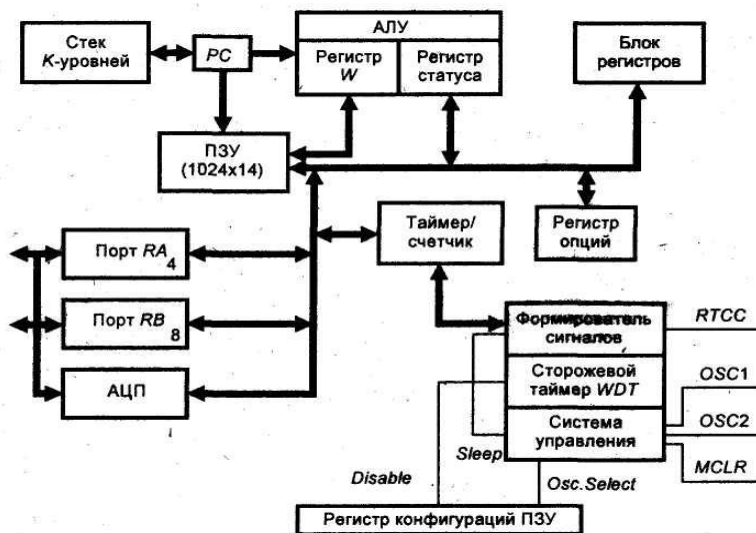 Стек
K-уровней
PC
АЛУ
Регистр
W
Регистр
статуса
Блок
регистров
ПЗУ
(1024x14)
Таймер/
счетчик
Регистр
опций
Порт RA
4
Порт RB
8
АЦП
Формирователь
сигналов
Сторожевой
таймер WDT
Система
управления
RTCC
OSC1
OSC2
MCLR
Sleep
Disable
Osc.Select
Регистр конфигураций ПЗУ